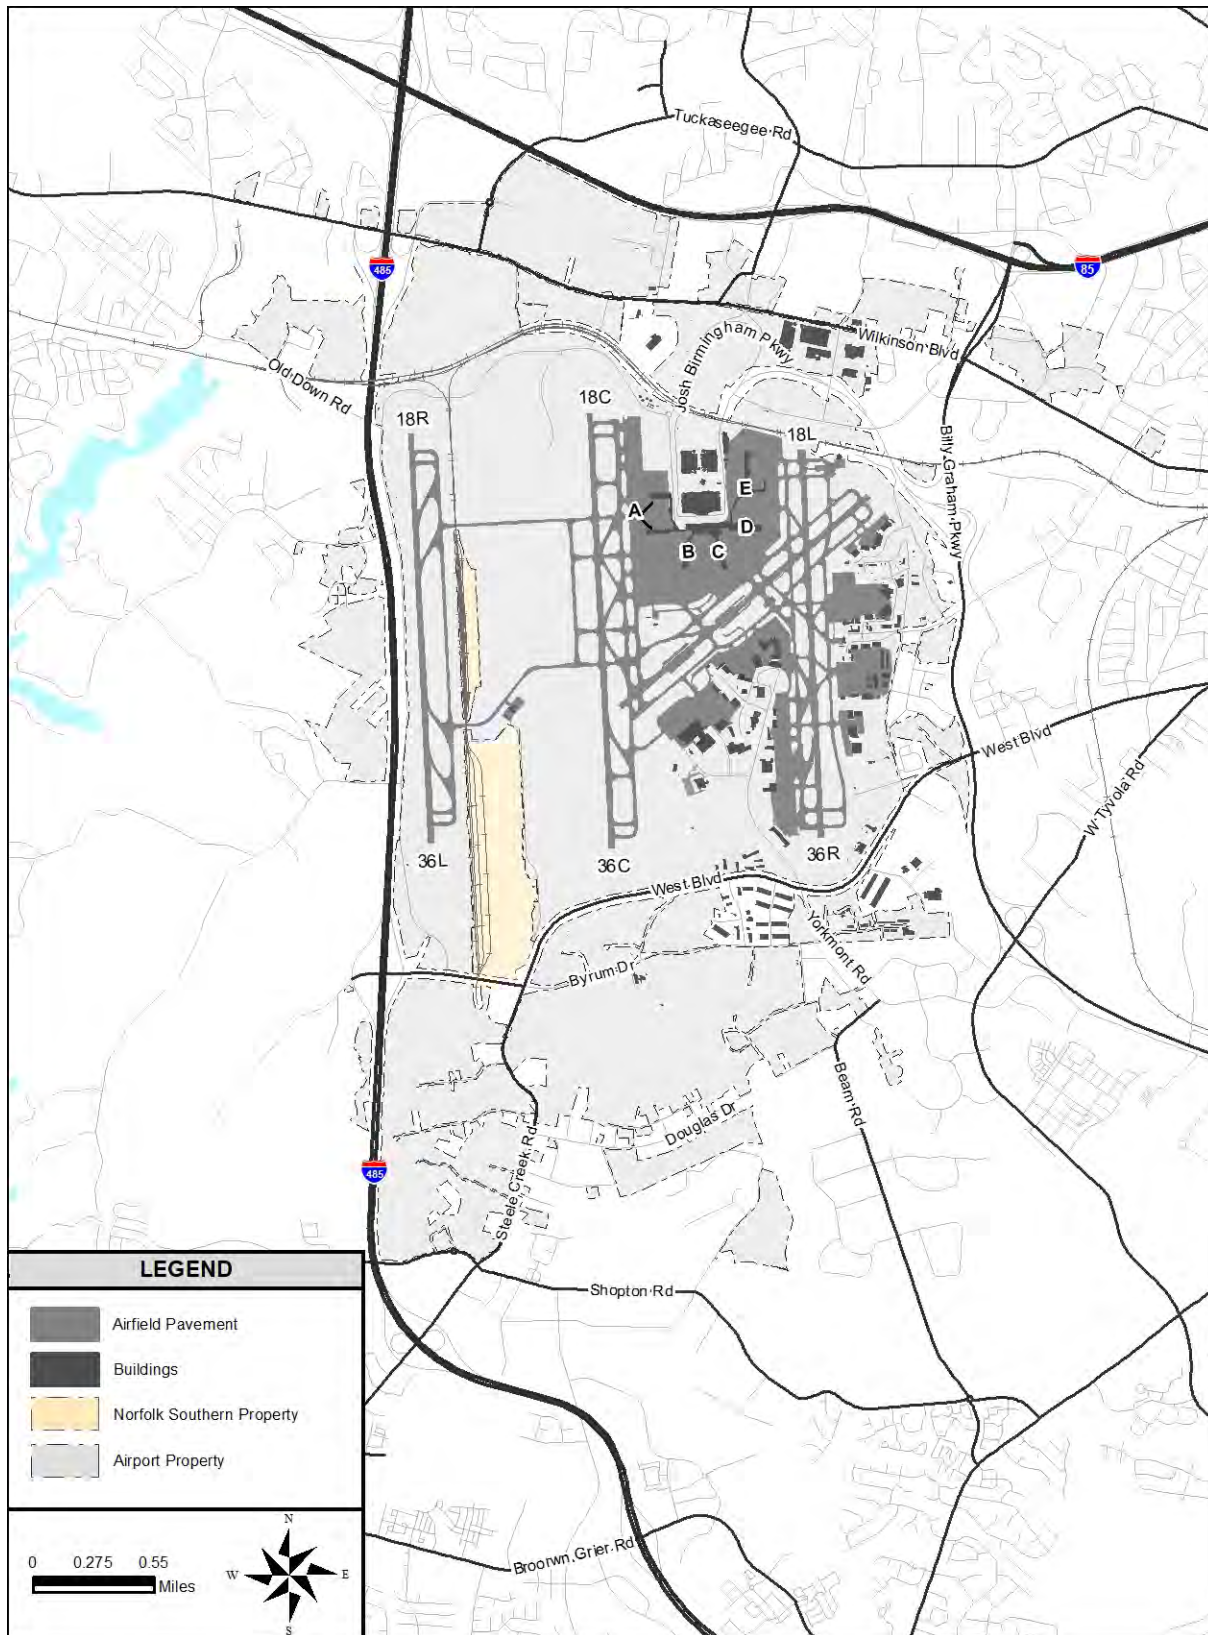 Tuckaseegee Rd
485
85
Josh Birmingham Pkwy
Wilkinson Blvd
Old Dowd Rd
18R
18C
18L
Billy Graham Pkwy
A
E
D
B
C
West Blvd
W Tyvola Rd
36L
36C
36R
West Blvd
Yorkmont Rd
Byrum Dr
Beam Rd
Douglas Dr
Steele Creek Rd
485
Shopton Rd
Broorwn Grier Rd
LEGEND
Airfield Pavement
Buildings
Norfolk Southern Property
Airport Property
0 0.275 0.55
Miles
N
W E
S